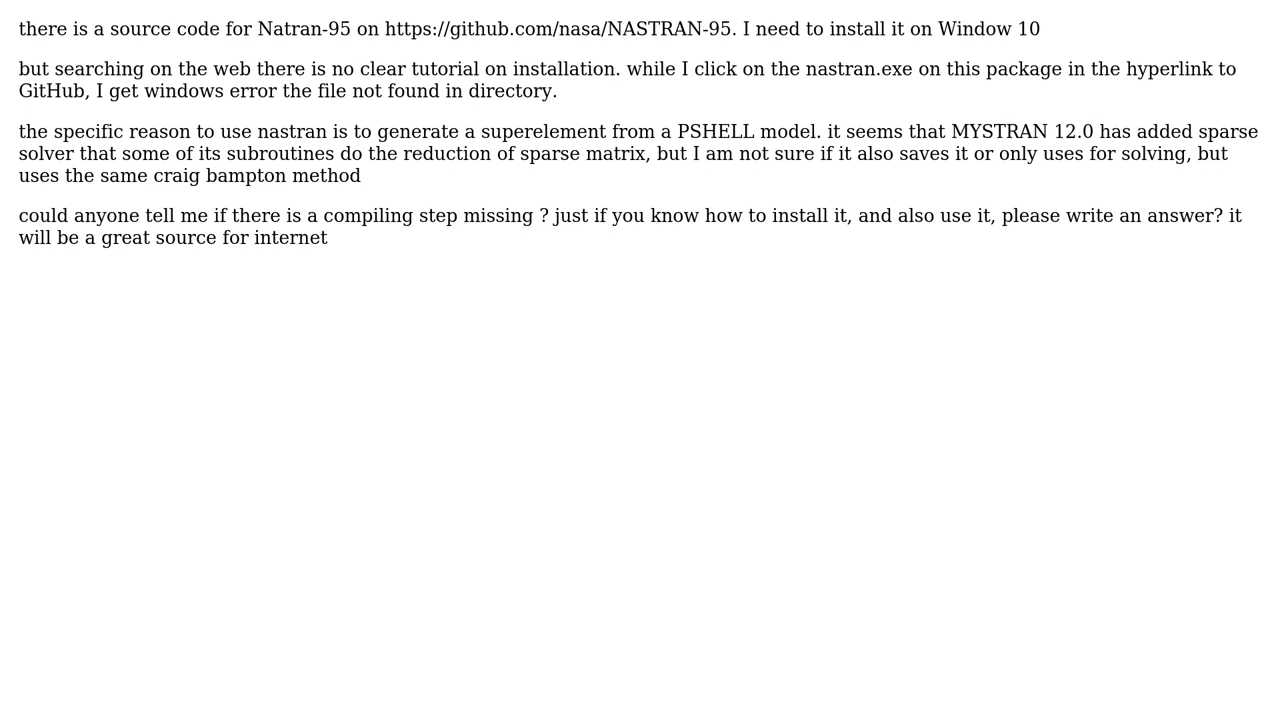 there is a source code for Natran-95 on https://github.com/nasa/NASTRAN-95. I need to install it on Window 10
but searching on the web there is no clear tutorial on installation. while I click on the nastran.exe on this package in the hyperlink to
GitHub, I get windows error the file not found in directory.
the specific reason to use nastran is to generate a superelement from a PSHELL model. it seems that MYSTRAN 12.0 has added sparse
solver that some of its subroutines do the reduction of sparse matrix, but I am not sure if it also saves it or only uses for solving, but
uses the same craig bampton method
could anyone tell me if there is a compiling step missing ? just if you know how to install it, and also use it, please write an answer? it
will be a great source for internet